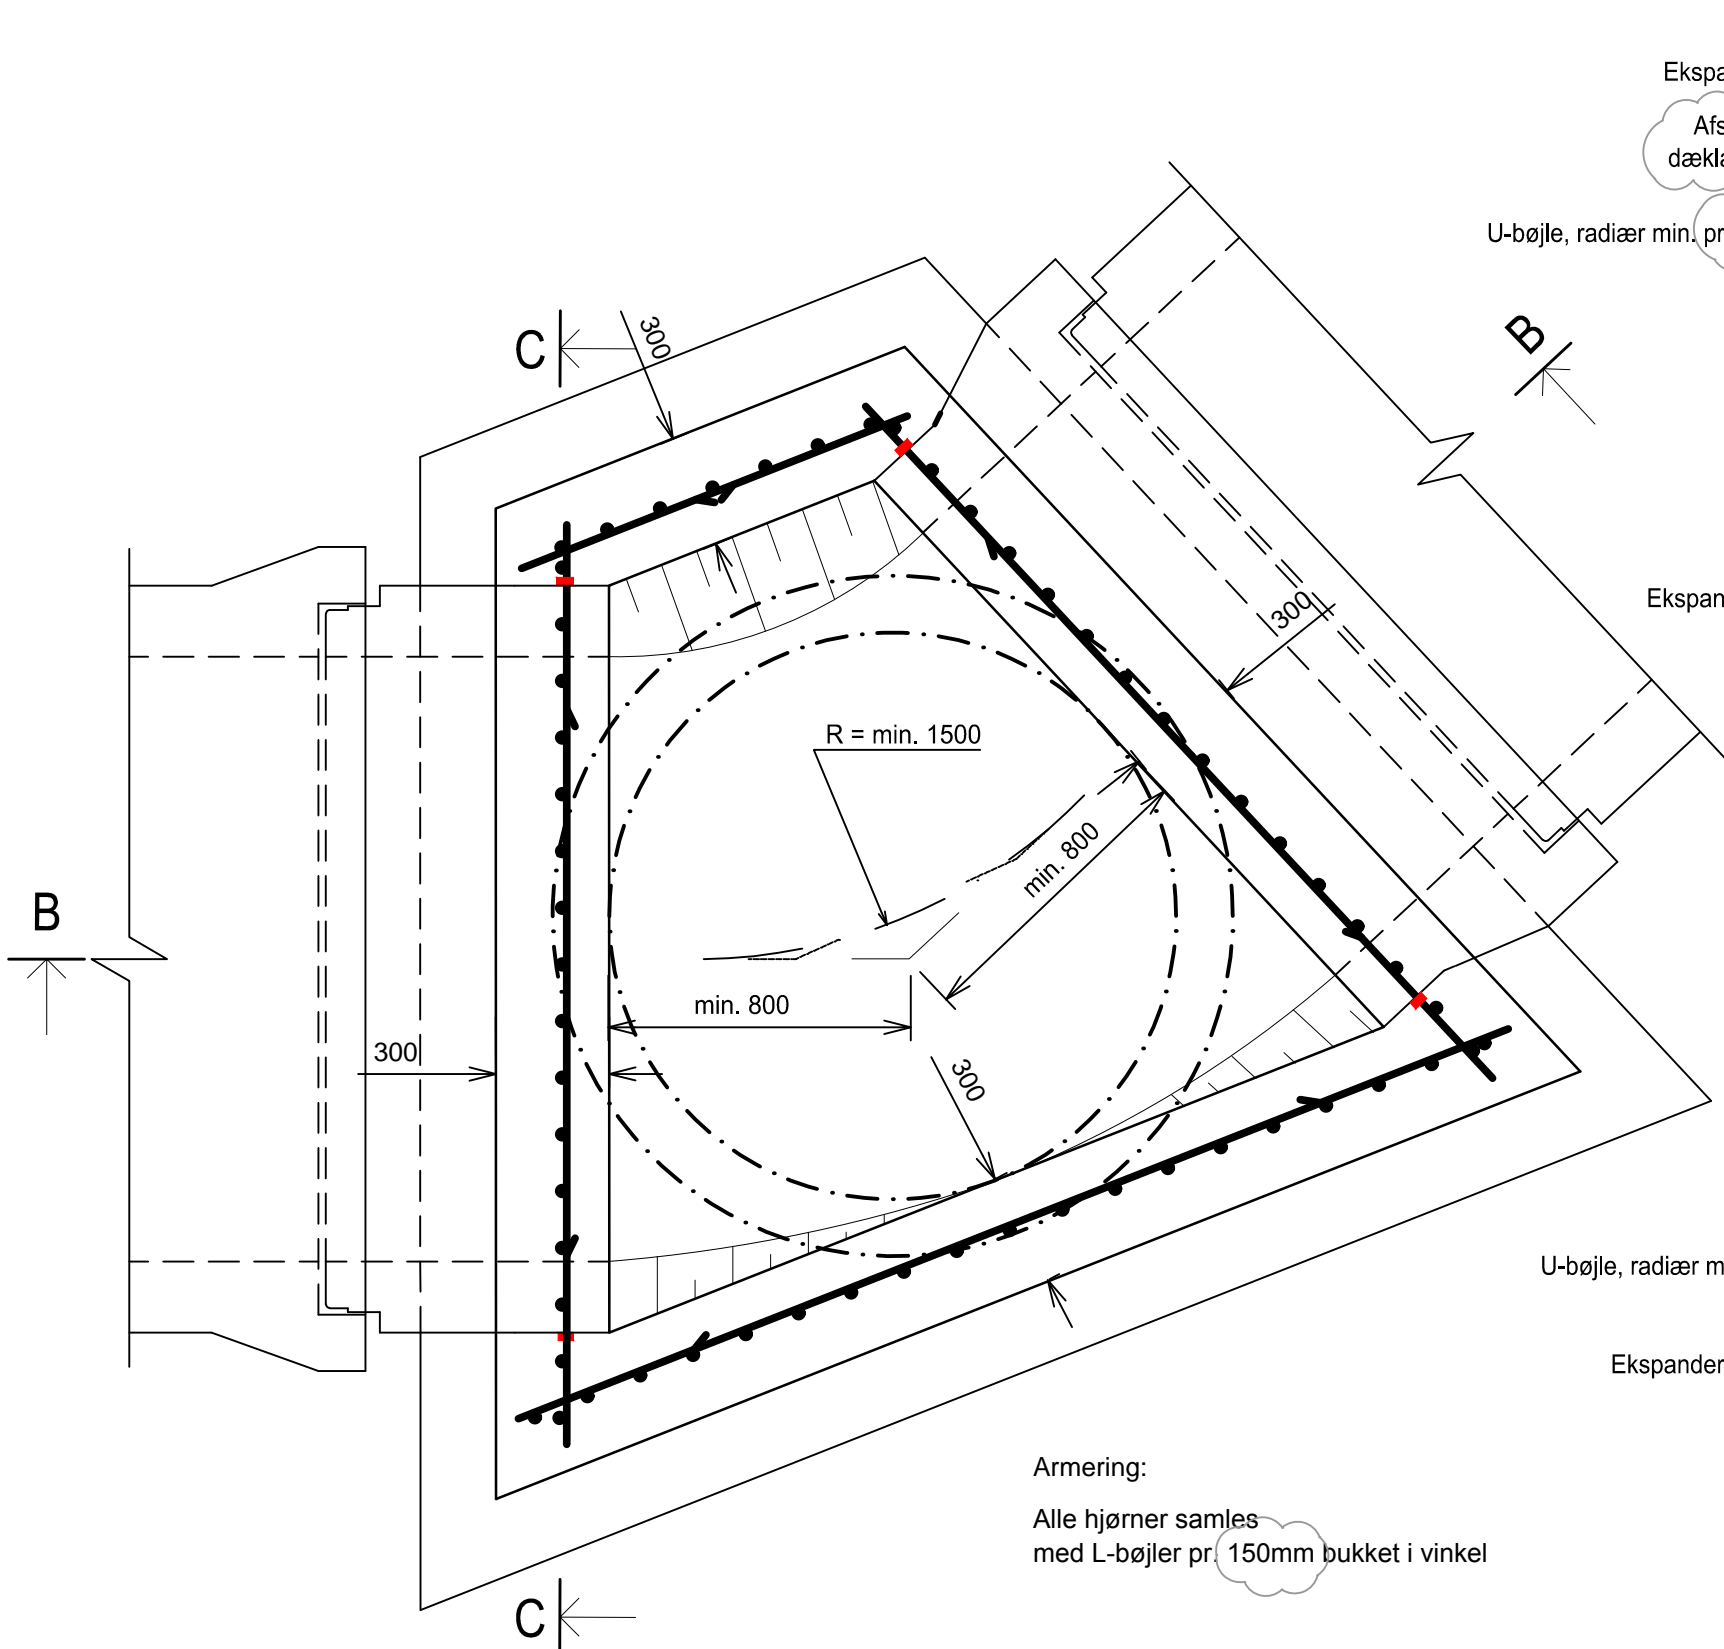 Ekspa
Afs
dækla
U-bøjle, radiær min. pr
C
300
B
300
Ekspan
R = min. 1500
min. 800
B
min. 800
300
300
U-bøjle, radiær m
Ekspander
Armering:
Alle hjørner samles
med L-bøjler pr. 150mm bukket i vinkel
C